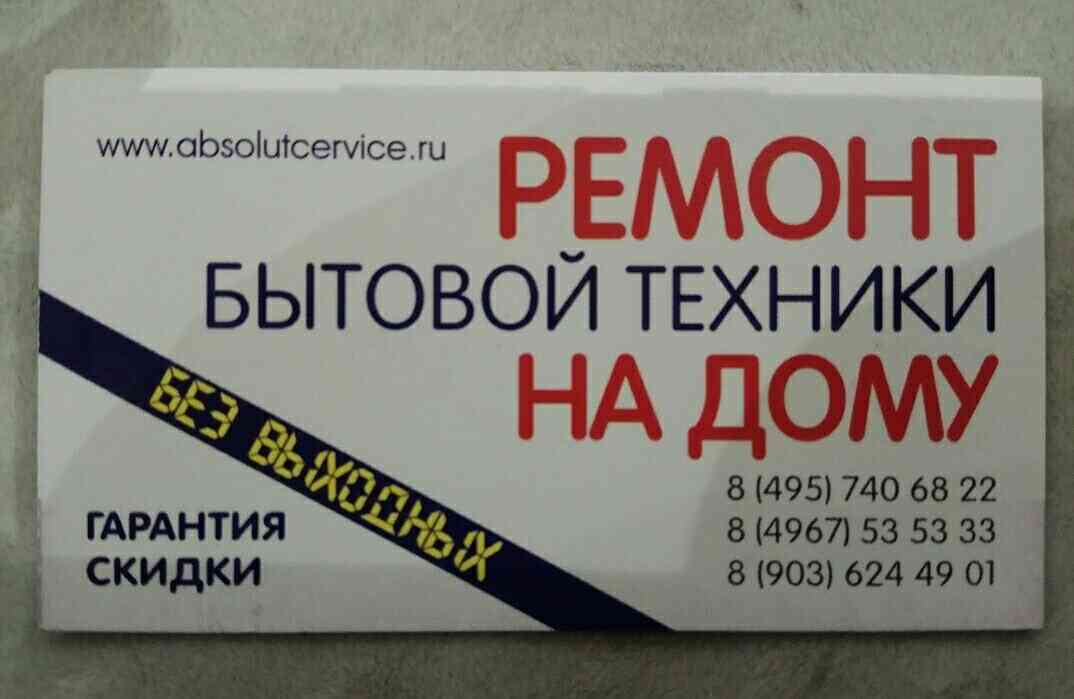 www.absolutcervice.ru
РЕМОНТ
БЫТОВОЙ ТЕХНИКИ
НА ДОМУ
БЕЗ ВЫХОДНЫХ
ГАРАНТИЯ
СКИДКИ
8 (495) 740 68 22
8 (4967) 53 53 33
8 (903) 624 49 01